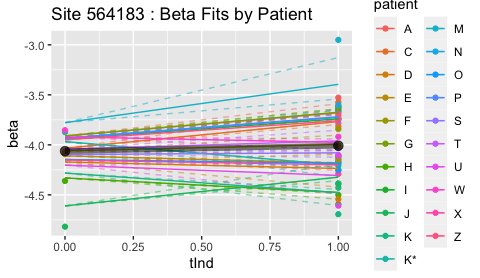 Site 564183 : Beta Fits by Patient
patient
-3.0
-3.5
-4.0
-4.5
beta
0.00
0.25
0.50
0.75
1.00
tInd
A
C
D
E
F
G
H
I
J
K
K*
M
N
O
P
S
T
U
W
X
Z